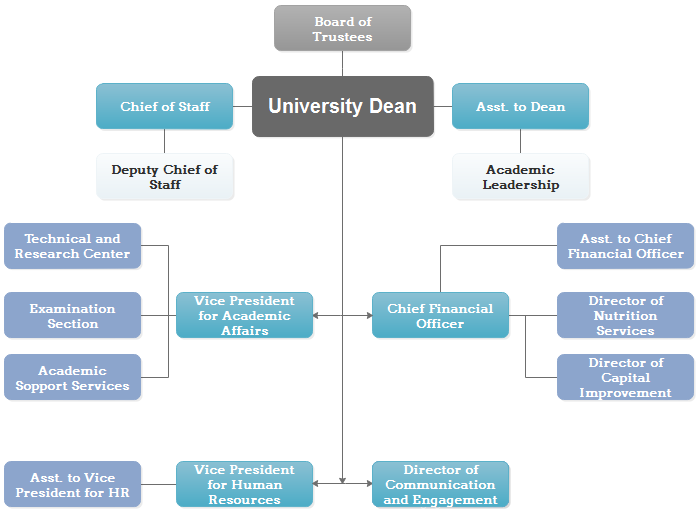 Board of
Trustees
Chief of Staff
University Dean
Asst. to Dean
Deputy Chief of
Staff
Academic
Leadership
Technical and
Research Center
Asst. to Chief
Financial Officer
Examination
Section
Vice President
for Academic
Affairs
Chief Financial
Officer
Director of
Nutrition
Services
Academic
Support Services
Director of
Capital
Improvement
Asst. to Vice
President for HR
Vice President
for Human
Resources
Director of
Communication
and Engagement